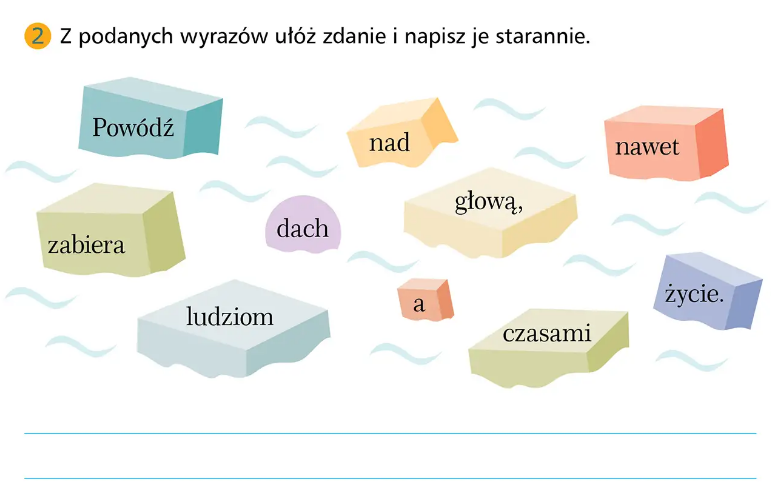 2 Z podanych wyrazów ułóż zdanie i napisz je starannie.
Powódź
nad
nawet
zabiera
dach
głową,
ludziom
a
czasami
życie.